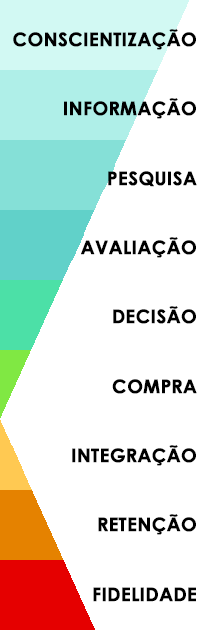 CONSCIENTIZAÇÃO
INFORMAÇÃO
PESQUISA
AVALIAÇÃO
DECISÃO
COMPRA
INTEGRAÇÃO
RETENÇÃO
FIDELIDADE